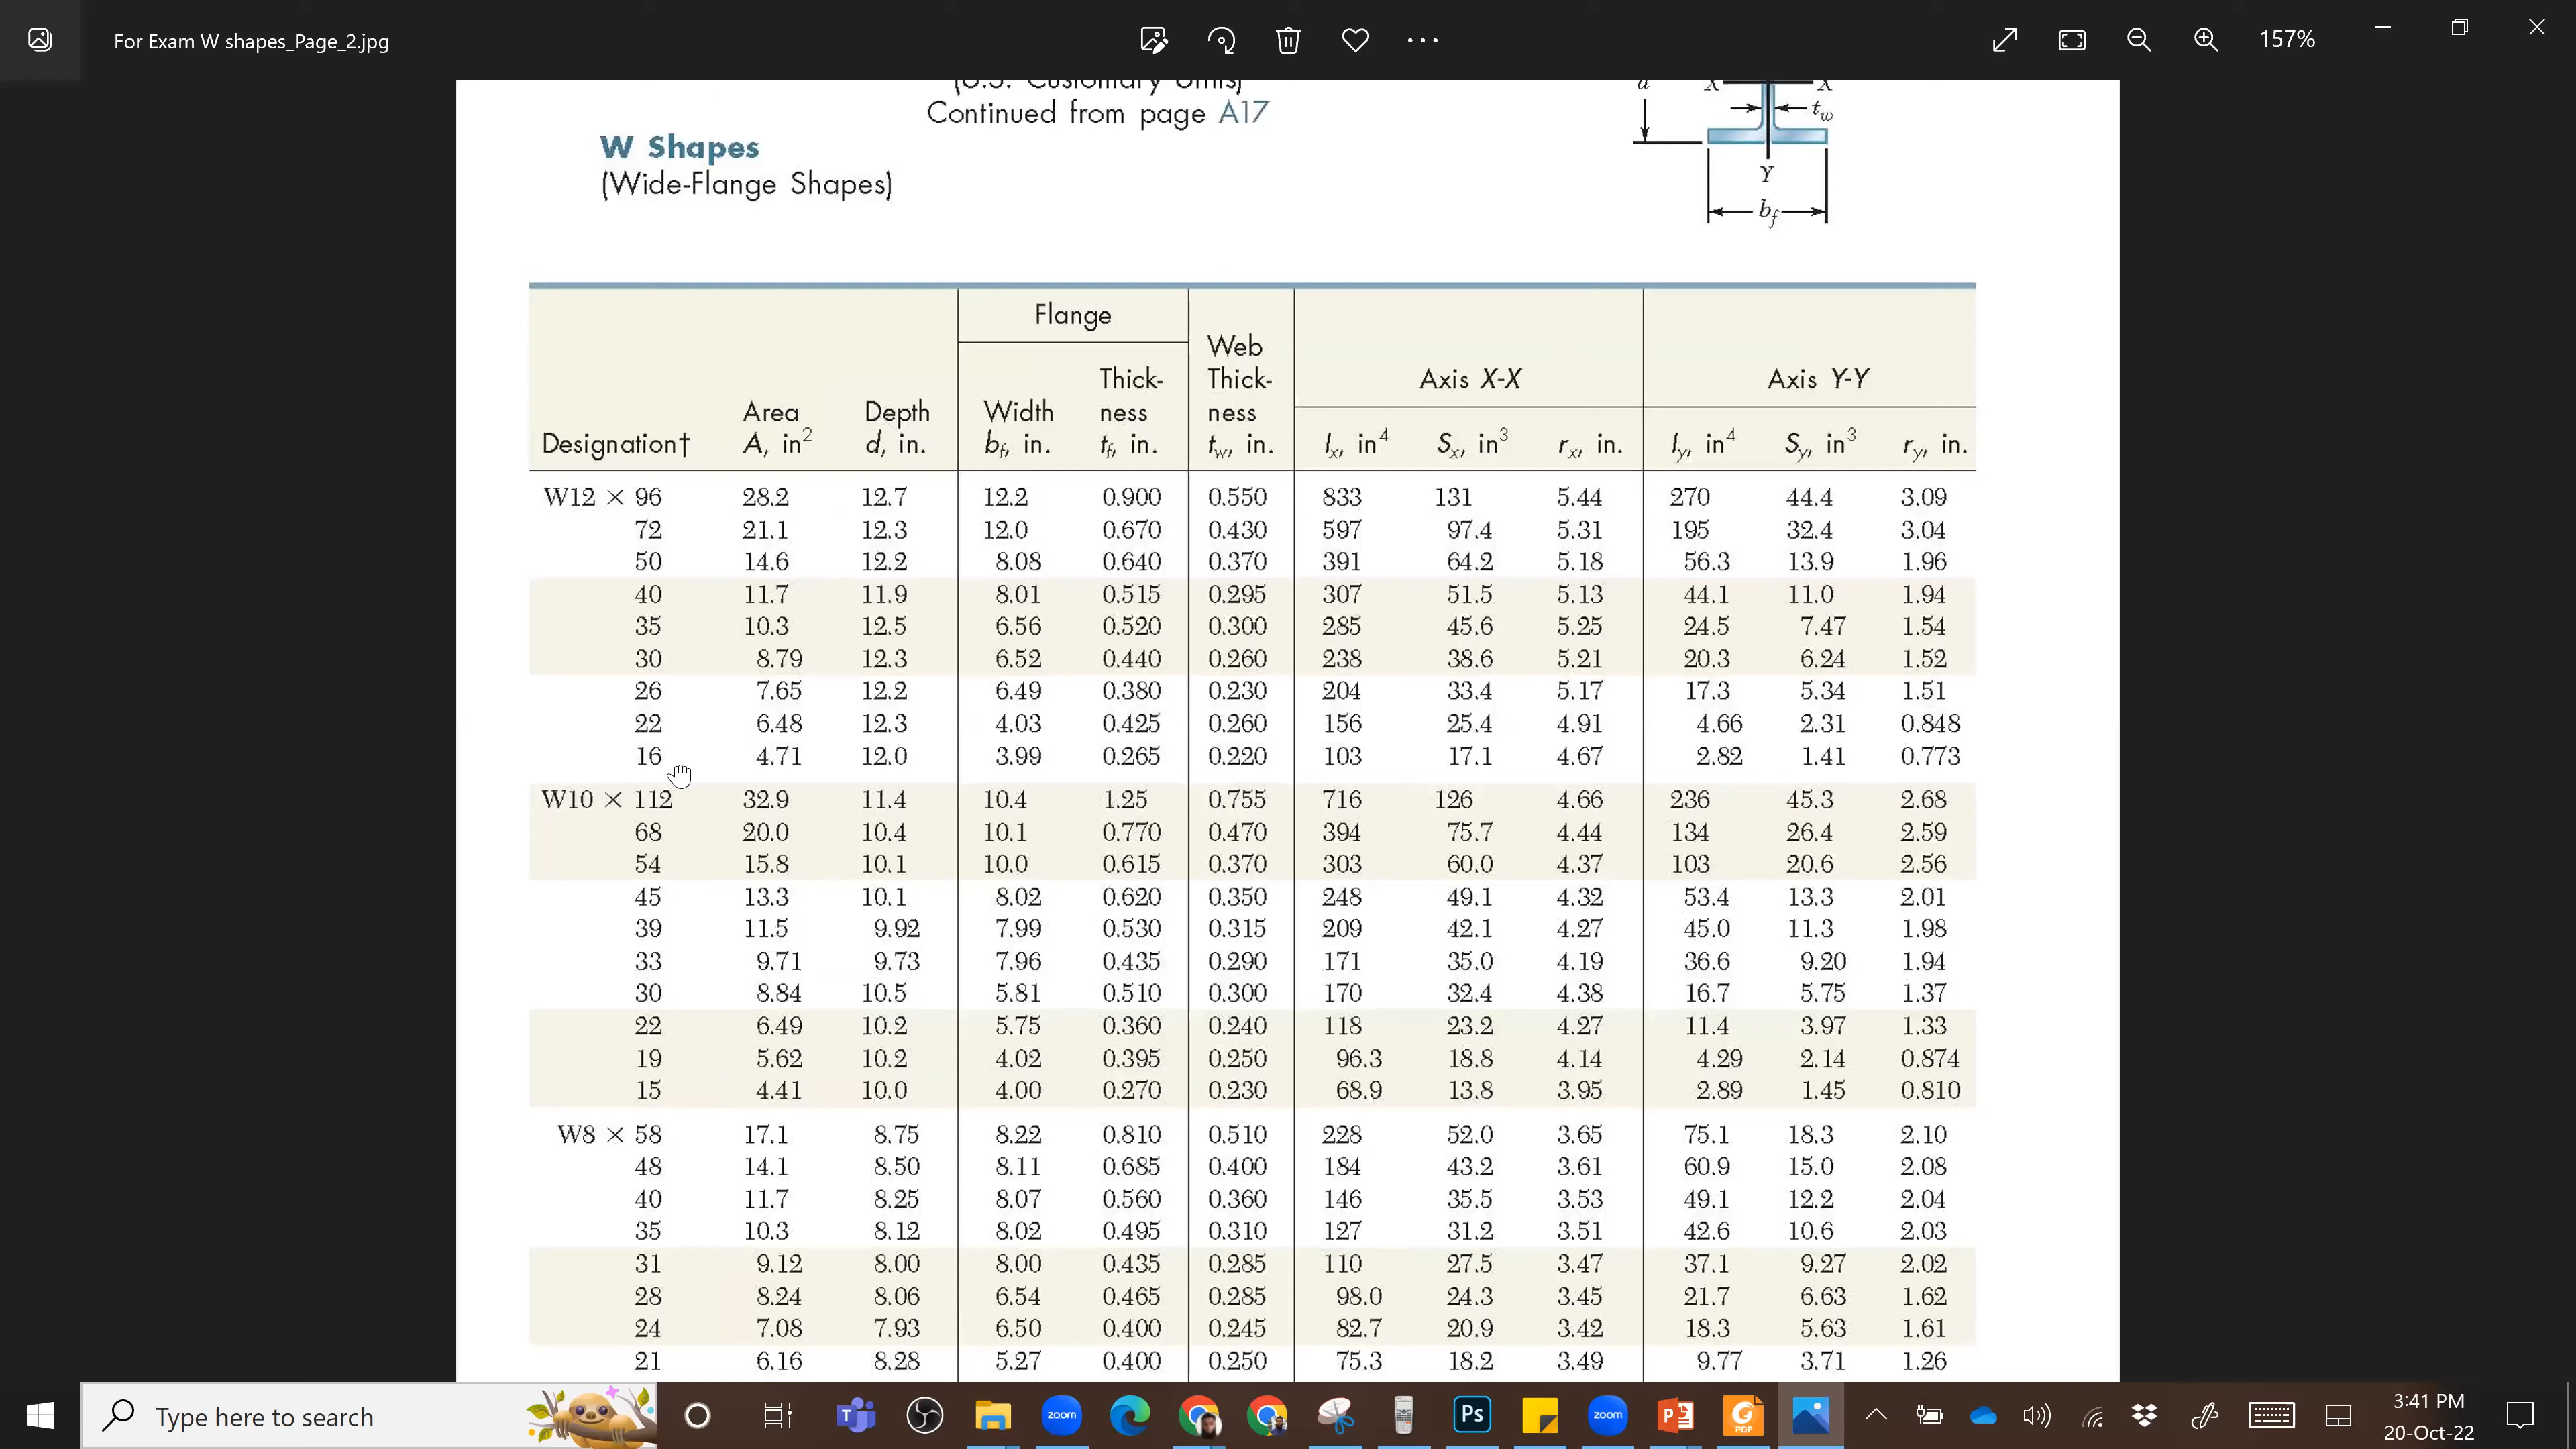 For Exam W shapes_Page_2.jpg
157%
(U.S. Customary Units)
Continued from page A17
W Shapes
(Wide-Flange Shapes)
d
X X
tw
Y
bf
Flange
Web
Thick- Thick- Axis X-X Axis Y-Y
Area Depth Width ness ness
Designation† A, in² d, in. bf, in. tf, in. tw, in. Ix, in⁴ Sx, in³ rx, in. Iy, in⁴ Sy, in³ ry, in.
W12 × 96 28.2 12.7 12.2 0.900 0.550 833 131 5.44 270 44.4 3.09
72 21.1 12.3 12.0 0.670 0.430 597 97.4 5.31 195 32.4 3.04
50 14.6 12.2 8.08 0.640 0.370 391 64.2 5.18 56.3 13.9 1.96
40 11.7 11.9 8.01 0.515 0.295 307 51.5 5.13 44.1 11.0 1.94
35 10.3 12.5 6.56 0.520 0.300 285 45.6 5.25 24.5 7.47 1.54
30 8.79 12.3 6.52 0.440 0.260 238 38.6 5.21 20.3 6.24 1.52
26 7.65 12.2 6.49 0.380 0.230 204 33.4 5.17 17.3 5.34 1.51
22 6.48 12.3 4.03 0.425 0.260 156 25.4 4.91 4.66 2.31 0.848
16 4.71 12.0 3.99 0.265 0.220 103 17.1 4.67 2.82 1.41 0.773
W10 × 112 32.9 11.4 10.4 1.25 0.755 716 126 4.66 236 45.3 2.68
68 20.0 10.4 10.1 0.770 0.470 394 75.7 4.44 134 26.4 2.59
54 15.8 10.1 10.0 0.615 0.370 303 60.0 4.37 103 20.6 2.56
45 13.3 10.1 8.02 0.620 0.350 248 49.1 4.32 53.4 13.3 2.01
39 11.5 9.92 7.99 0.530 0.315 209 42.1 4.27 45.0 11.3 1.98
33 9.71 9.73 7.96 0.435 0.290 171 35.0 4.19 36.6 9.20 1.94
30 8.84 10.5 5.81 0.510 0.300 170 32.4 4.38 16.7 5.75 1.37
22 6.49 10.2 5.75 0.360 0.240 118 23.2 4.27 11.4 3.97 1.33
19 5.62 10.2 4.02 0.395 0.250 96.3 18.8 4.14 4.29 2.14 0.874
15 4.41 10.0 4.00 0.270 0.230 68.9 13.8 3.95 2.89 1.45 0.810
W8 × 58 17.1 8.75 8.22 0.810 0.510 228 52.0 3.65 75.1 18.3 2.10
48 14.1 8.50 8.11 0.685 0.400 184 43.2 3.61 60.9 15.0 2.08
40 11.7 8.25 8.07 0.560 0.360 146 35.5 3.53 49.1 12.2 2.04
35 10.3 8.12 8.02 0.495 0.310 127 31.2 3.51 42.6 10.6 2.03
31 9.12 8.00 8.00 0.435 0.285 110 27.5 3.47 37.1 9.27 2.02
28 8.24 8.06 6.54 0.465 0.285 98.0 24.3 3.45 21.7 6.63 1.62
24 7.08 7.93 6.50 0.400 0.245 82.7 20.9 3.42 18.3 5.63 1.61
21 6.16 8.28 5.27 0.400 0.250 75.3 18.2 3.49 9.77 3.71 1.26
Type here to search
T
zoom
Ps
zoom
P
PDF
3:41 PM
20-Oct-22